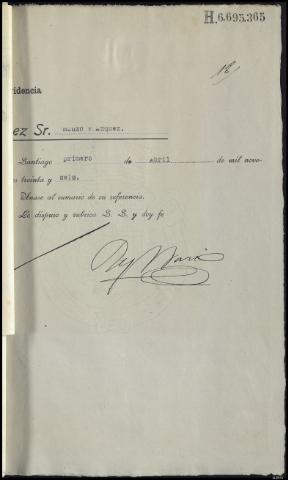 H.6.695.365
idencia
ez Sr.
Santiago primero de abril de mil nove-
treinta y seis.
Únase al sumario de su referencia.
Lo dispuso y rubrica S. S. y doy fe